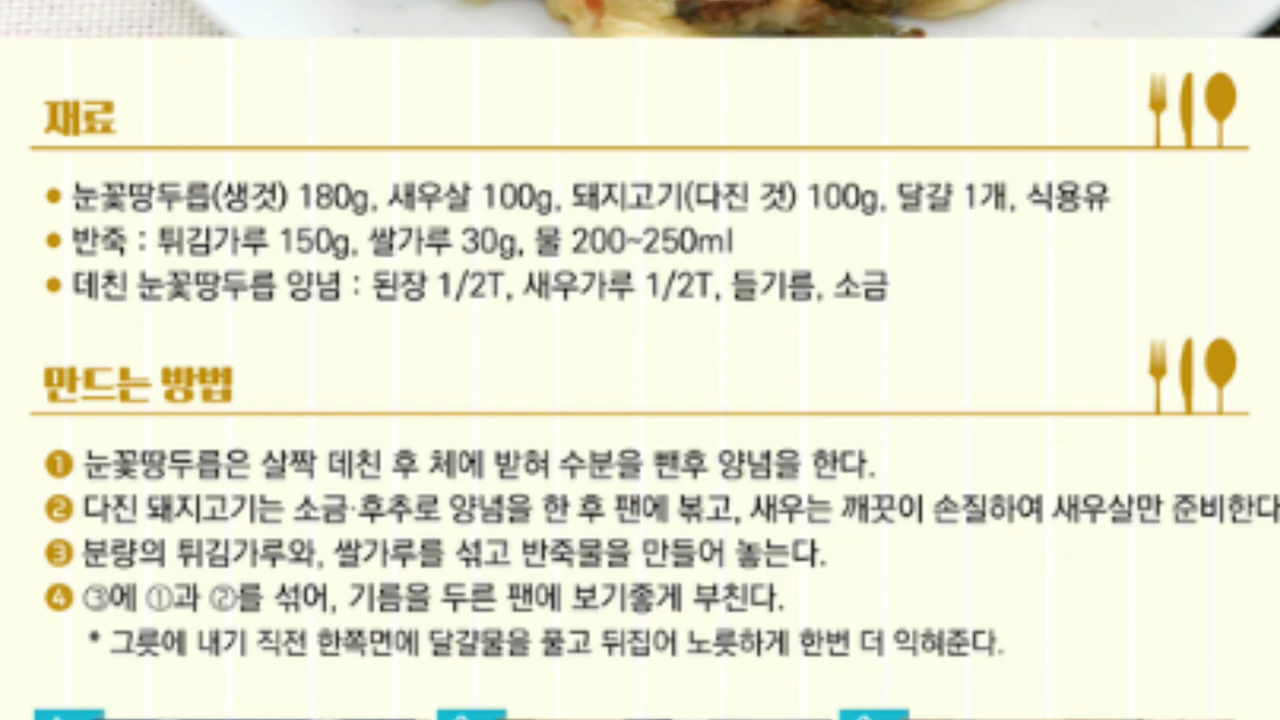 재료
● 눈꽃땅두릅(생것) 180g, 새우살 100g, 돼지고기(다진 것) 100g, 달걀 1개, 식용유
● 반죽 : 튀김가루 150g, 쌀가루 30g, 물 200~250ml
● 데친 눈꽃땅두릅 양념 : 된장 1/2T, 새우가루 1/2T, 들기름, 소금
만드는 방법
❶ 눈꽃땅두릅은 살짝 데친 후 체에 받혀 수분을 뺀후 양념을 한다.
❷ 다진 돼지고기는 소금·후추로 양념을 한 후 팬에 볶고, 새우는 깨끗이 손질하여 새우살만 준비한다
❸ 분량의 튀김가루와, 쌀가루를 섞고 반죽물을 만들어 놓는다.
❹ ③에 ①과 ②를 섞어, 기름을 두른 팬에 보기좋게 부친다.
* 그릇에 내기 직전 한쪽면에 달걀물을 풀고 뒤집어 노릇하게 한번 더 익혀준다.